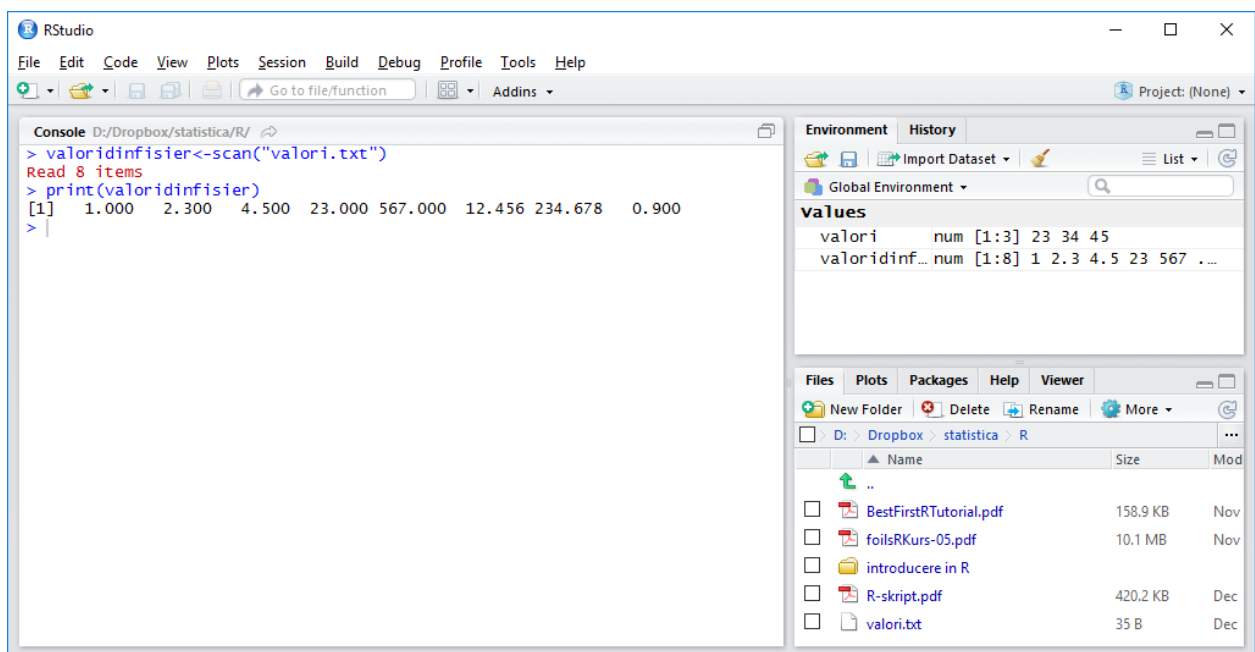 RStudio
File Edit Code View Plots Session Build Debug Profile Tools Help
Go to file/function Addins Project: (None)
Console D:/Dropbox/statistica/R/
> valoridinfisier<-scan("valori.txt")
Read 8 items
> print(valoridinfisier)
[1] 1.000 2.300 4.500 23.000 567.000 12.456 234.678 0.900
>
Environment History
Import Dataset List
Global Environment
Values
valori num [1:3] 23 34 45
valoridinf… num [1:8] 1 2.3 4.5 23 567 .…
Files Plots Packages Help Viewer
New Folder Delete Rename More
D: Dropbox statistica R
Name Size Mod
..
BestFirstRTutorial.pdf 158.9 KB Nov
foilsRKurs-05.pdf 10.1 MB Nov
introducere in R
R-skript.pdf 420.2 KB Dec
valori.txt 35 B Dec